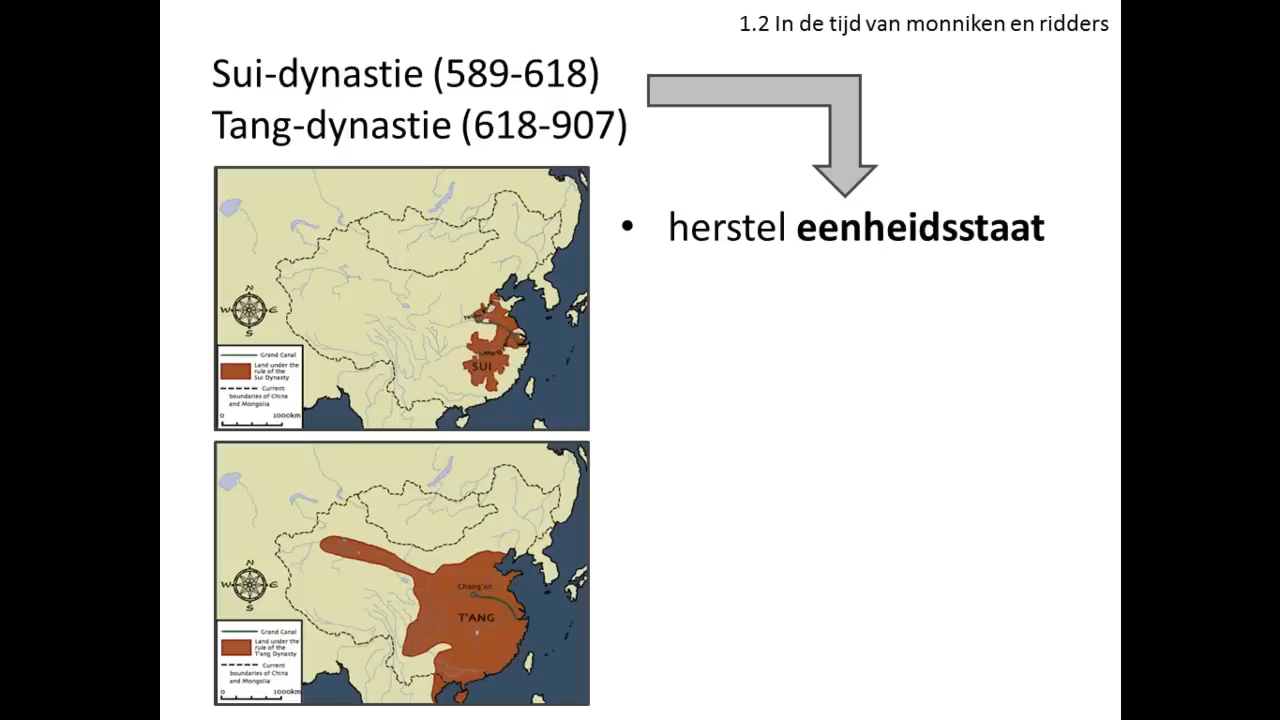 1.2 In de tijd van monniken en ridders
Sui-dynastie (589-618)
Tang-dynastie (618-907)
• herstel eenheidsstaat
N
W E
S
SUI
Grand Canal
Land under the
rule of the
Sui Dynasty
Current
boundaries of China
and Mongolia
0 1000km
N
W E
S
Chang'an
T'ANG
Grand Canal
Land under the
rule of the
T'ang Dynasty
Current
boundaries of China
and Mongolia
0 1000km